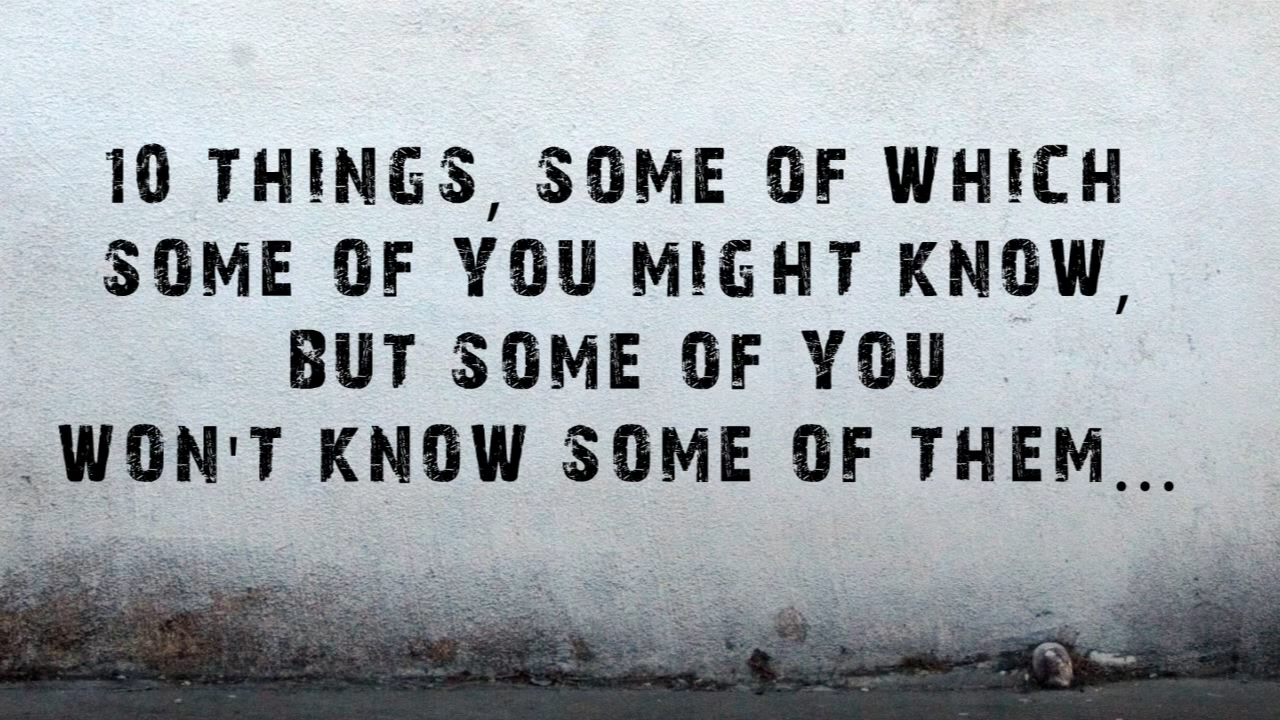 10 THINGS, SOME OF WHICH
SOME OF YOU MIGHT KNOW,
BUT SOME OF YOU
WON'T KNOW SOME OF THEM...